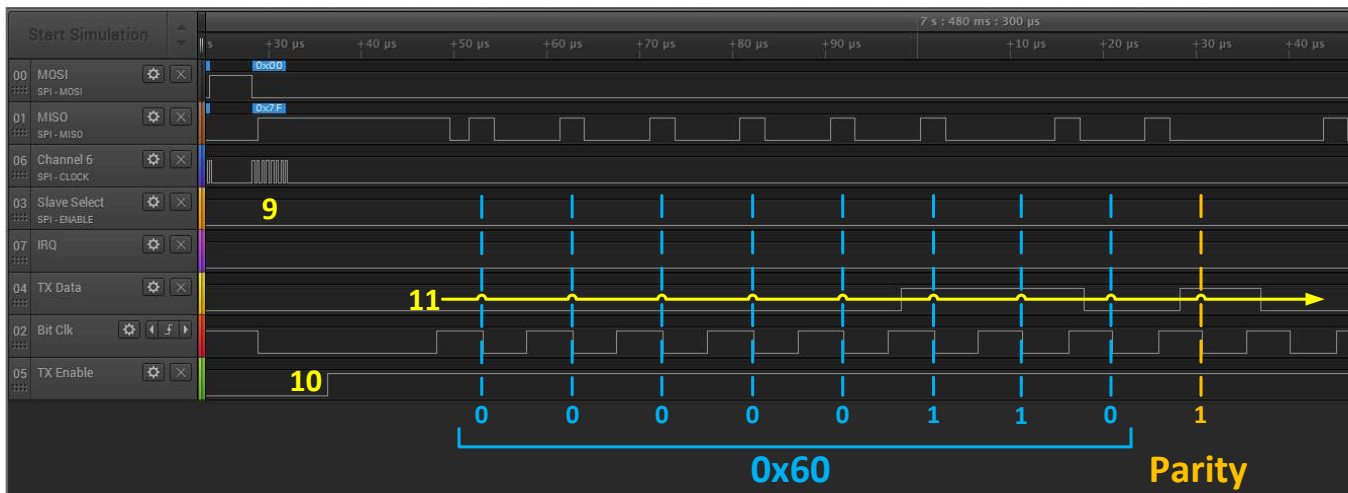 7 s : 480 ms : 300 µs
Start Simulation
s +30 µs +40 µs +50 µs +60 µs +70 µs +80 µs +90 µs +10 µs +20 µs +30 µs +40 µs
00 MOSI
SPI - MOSI
0x00
01 MISO
SPI - MISO
0x7F
06 Channel 6
SPI - CLOCK
03 Slave Select
SPI - ENABLE
9
07 IRQ
04 TX Data
11
02 Bit Clk
05 TX Enable
10
0 0 0 0 0 1 1 0 1
0x60 Parity